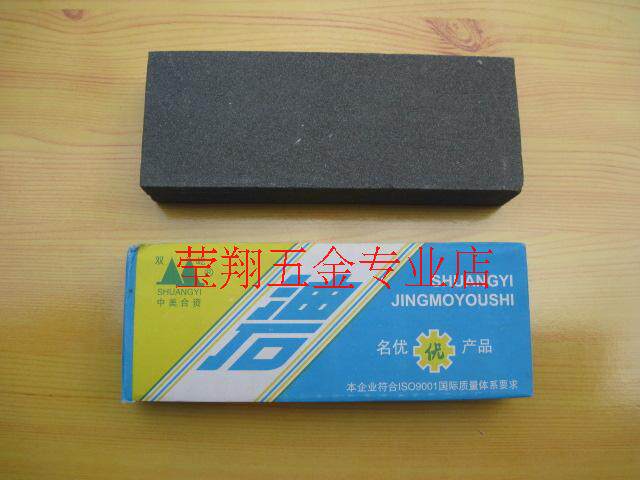 莹翔五金专业店
双
SHUANGYI
中美合资
油石
SHUANGYI
JINGMOYOUSHI
名优 优 产品
本企业符合ISO9001国际质量体系要求